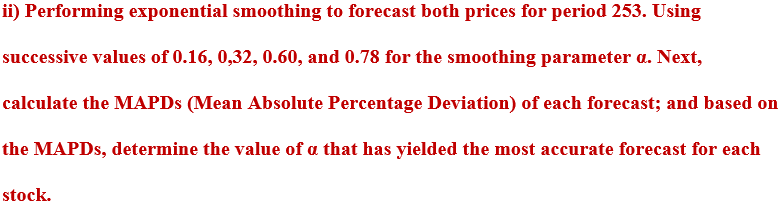 ii) Performing exponential smoothing to forecast both prices for period 253. Using
successive values of 0.16, 0,32, 0.60, and 0.78 for the smoothing parameter α. Next,
calculate the MAPDs (Mean Absolute Percentage Deviation) of each forecast; and based on
the MAPDs, determine the value of α that has yielded the most accurate forecast for each
stock.